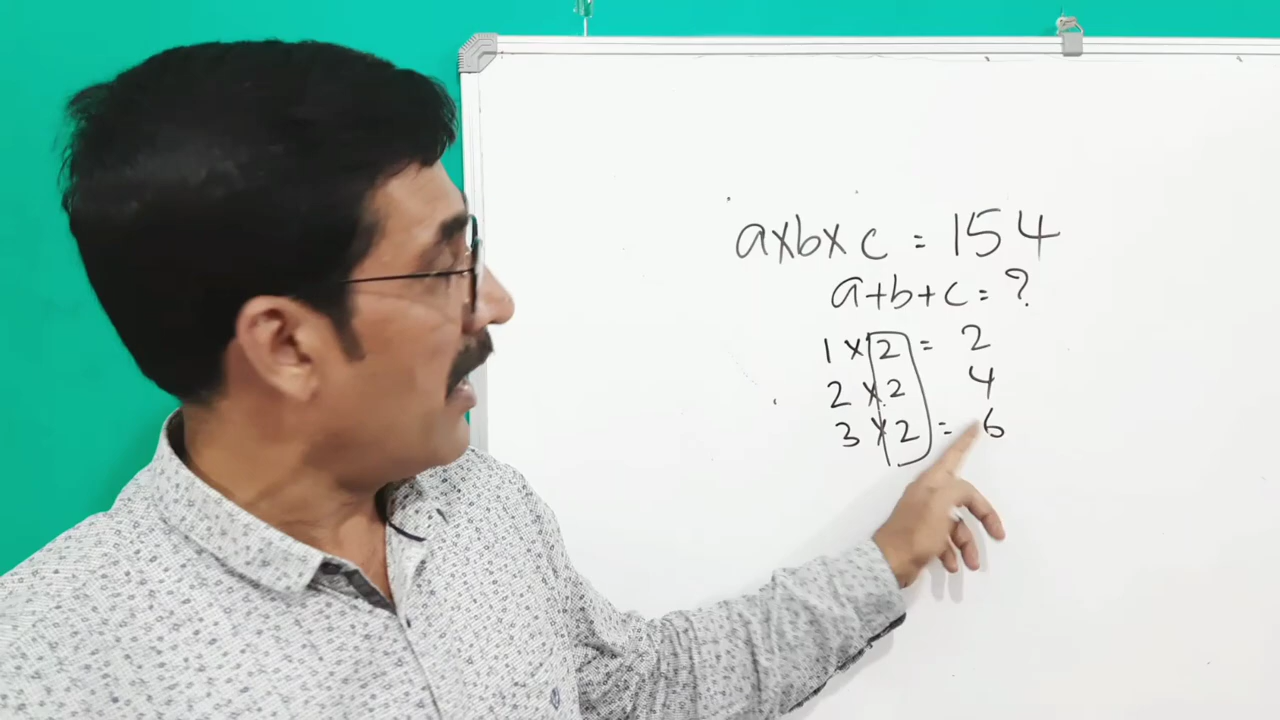 a×b×c = 154
a+b+c = ?
1 × 2 = 2
2 × 2 4
3 × 2 = 6